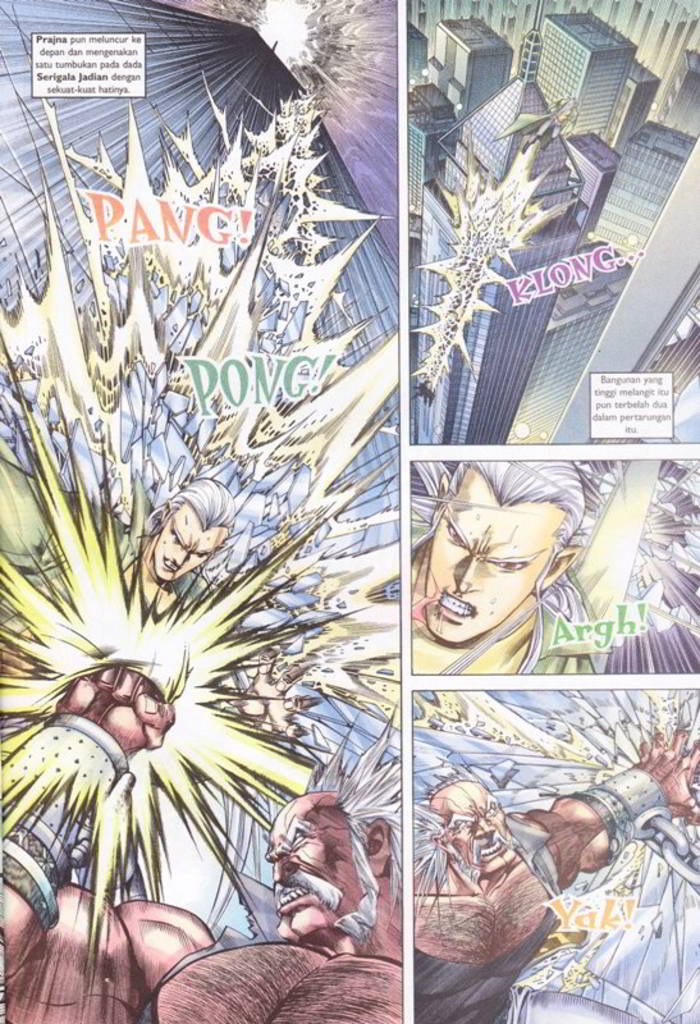 Prajna pun meluncur ke
depan dan mengenakan
satu tumbukan pada dada
Serigala Jadian dengan
sekuat-kuat hatinya.
PANG!
PONG!
KLONG...
Bangunan yang
tinggi melangit itu
pun terbelah dua
dalam pertarungan
itu.
Argh!
Yak!